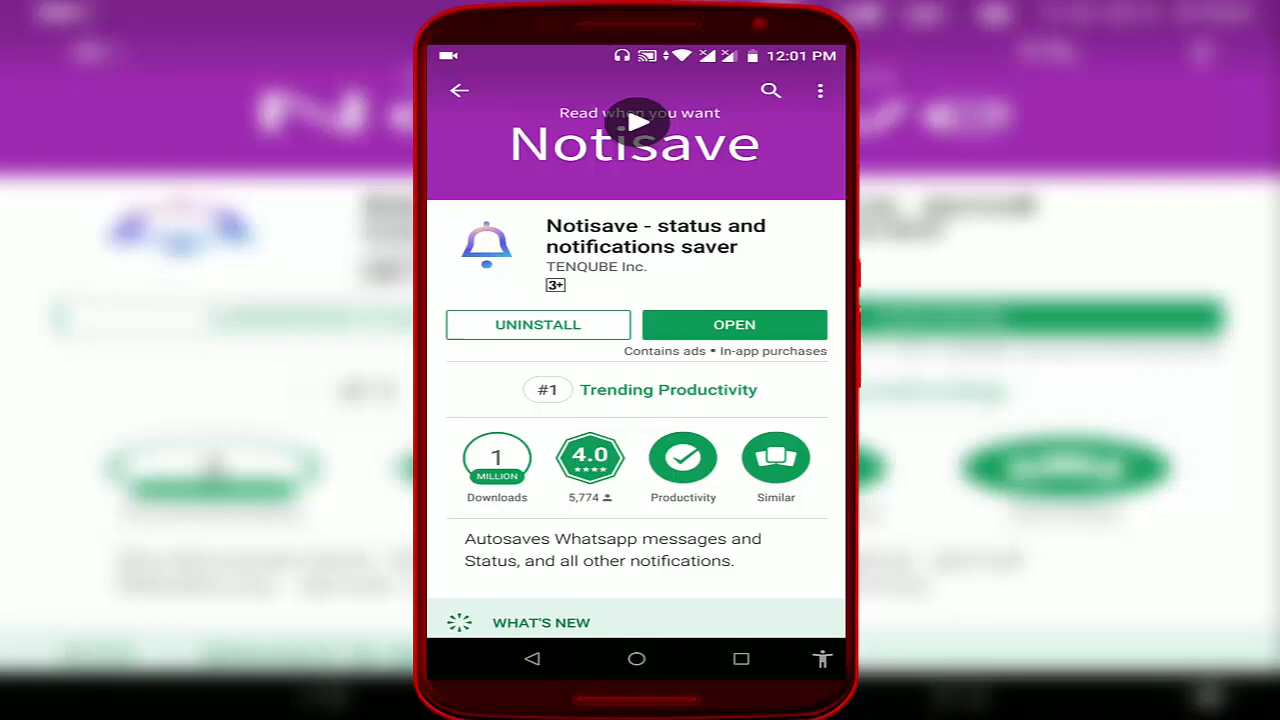 12:01 PM
Read when you want
Notisave
Notisave - status and
notifications saver
TENQUBE Inc.
3+
UNINSTALL
OPEN
Contains ads • In-app purchases
#1 Trending Productivity
1
MILLION
Downloads
4.0
5,774
Productivity
Similar
Autosaves Whatsapp messages and
Status, and all other notifications.
WHAT'S NEW